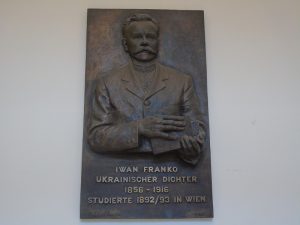 IWAN FRANKO
UKRAINISCHER DICHTER
1856 - 1916
STUDIERTE 1892/93 IN WIEN